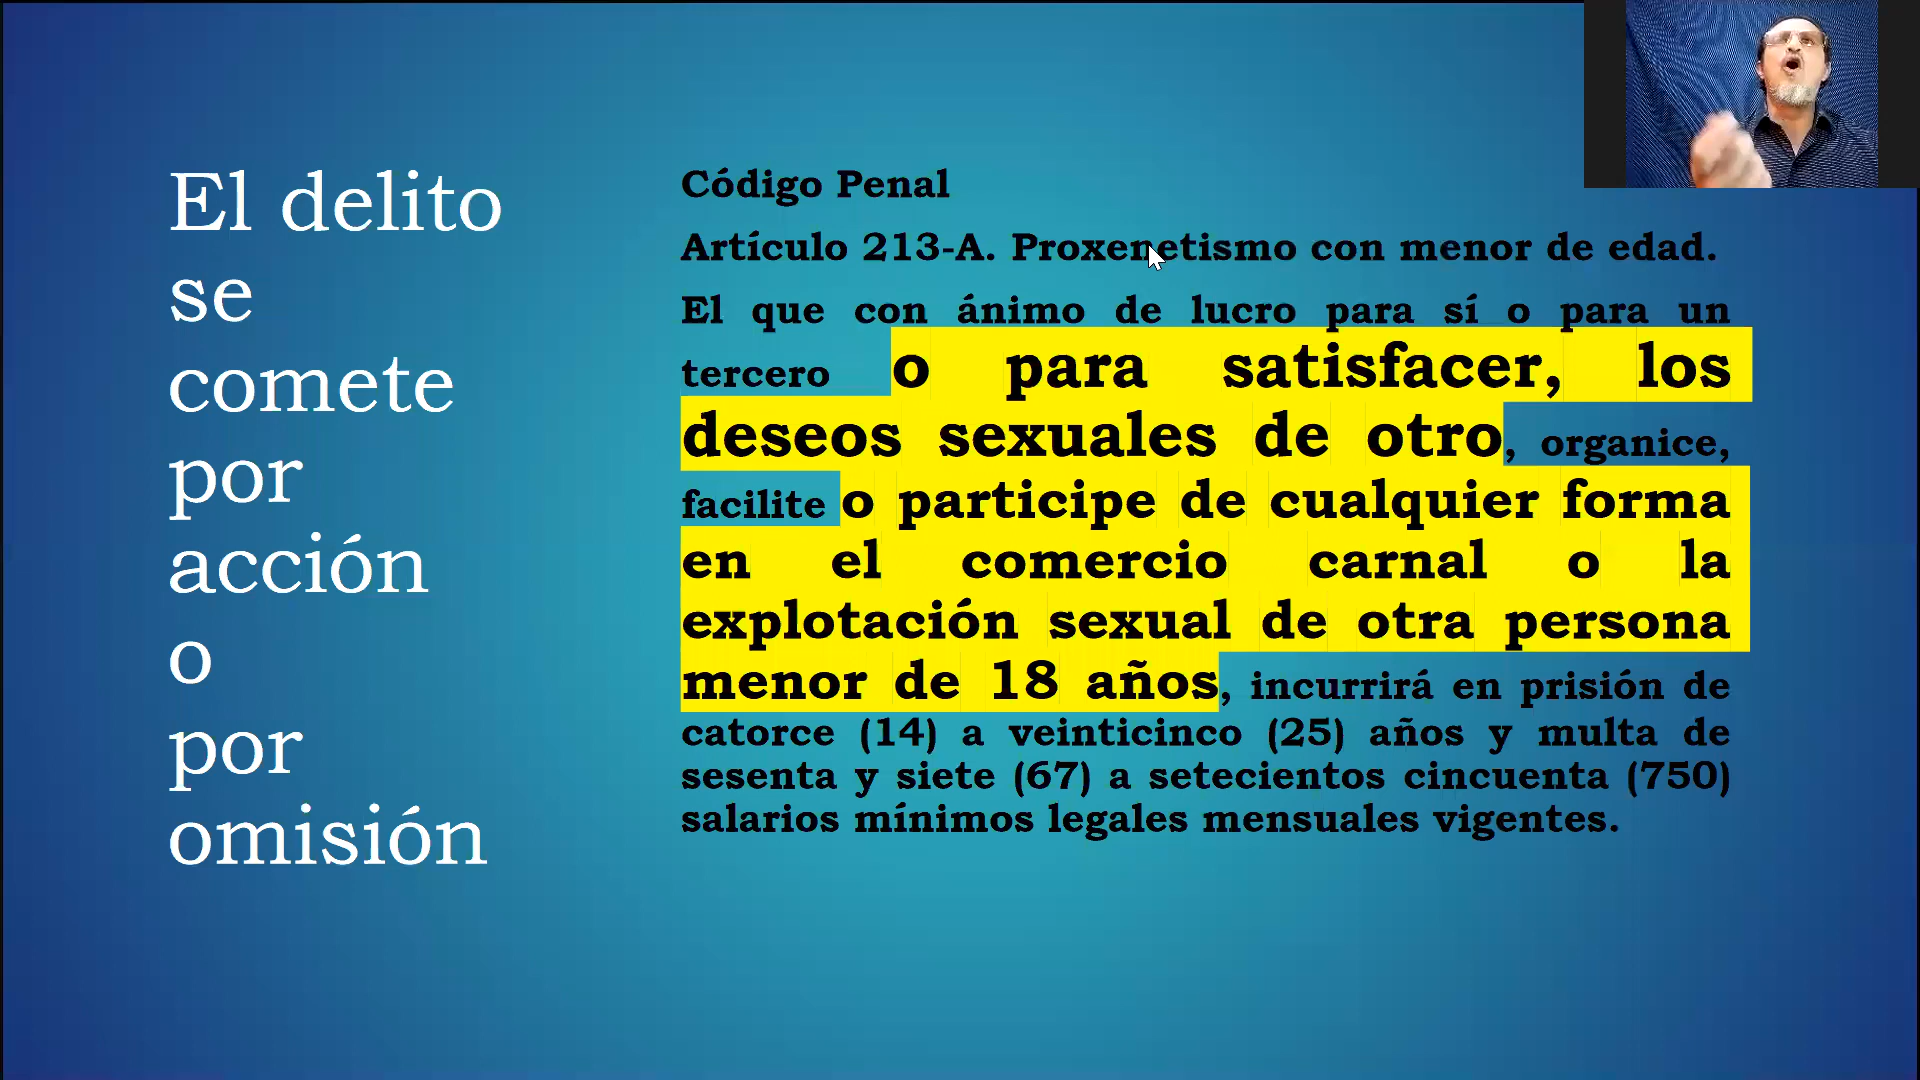 El delito
se
comete
por
acción
o
por
omisión
Código Penal
Artículo 213-A. Proxenetismo con menor de edad.
El que con ánimo de lucro para sí o para un
tercero o para satisfacer, los
deseos sexuales de otro, organice,
facilite o participe de cualquier forma
en el comercio carnal o la
explotación sexual de otra persona
menor de 18 años, incurrirá en prisión de
catorce (14) a veinticinco (25) años y multa de
sesenta y siete (67) a setecientos cincuenta (750)
salarios mínimos legales mensuales vigentes.